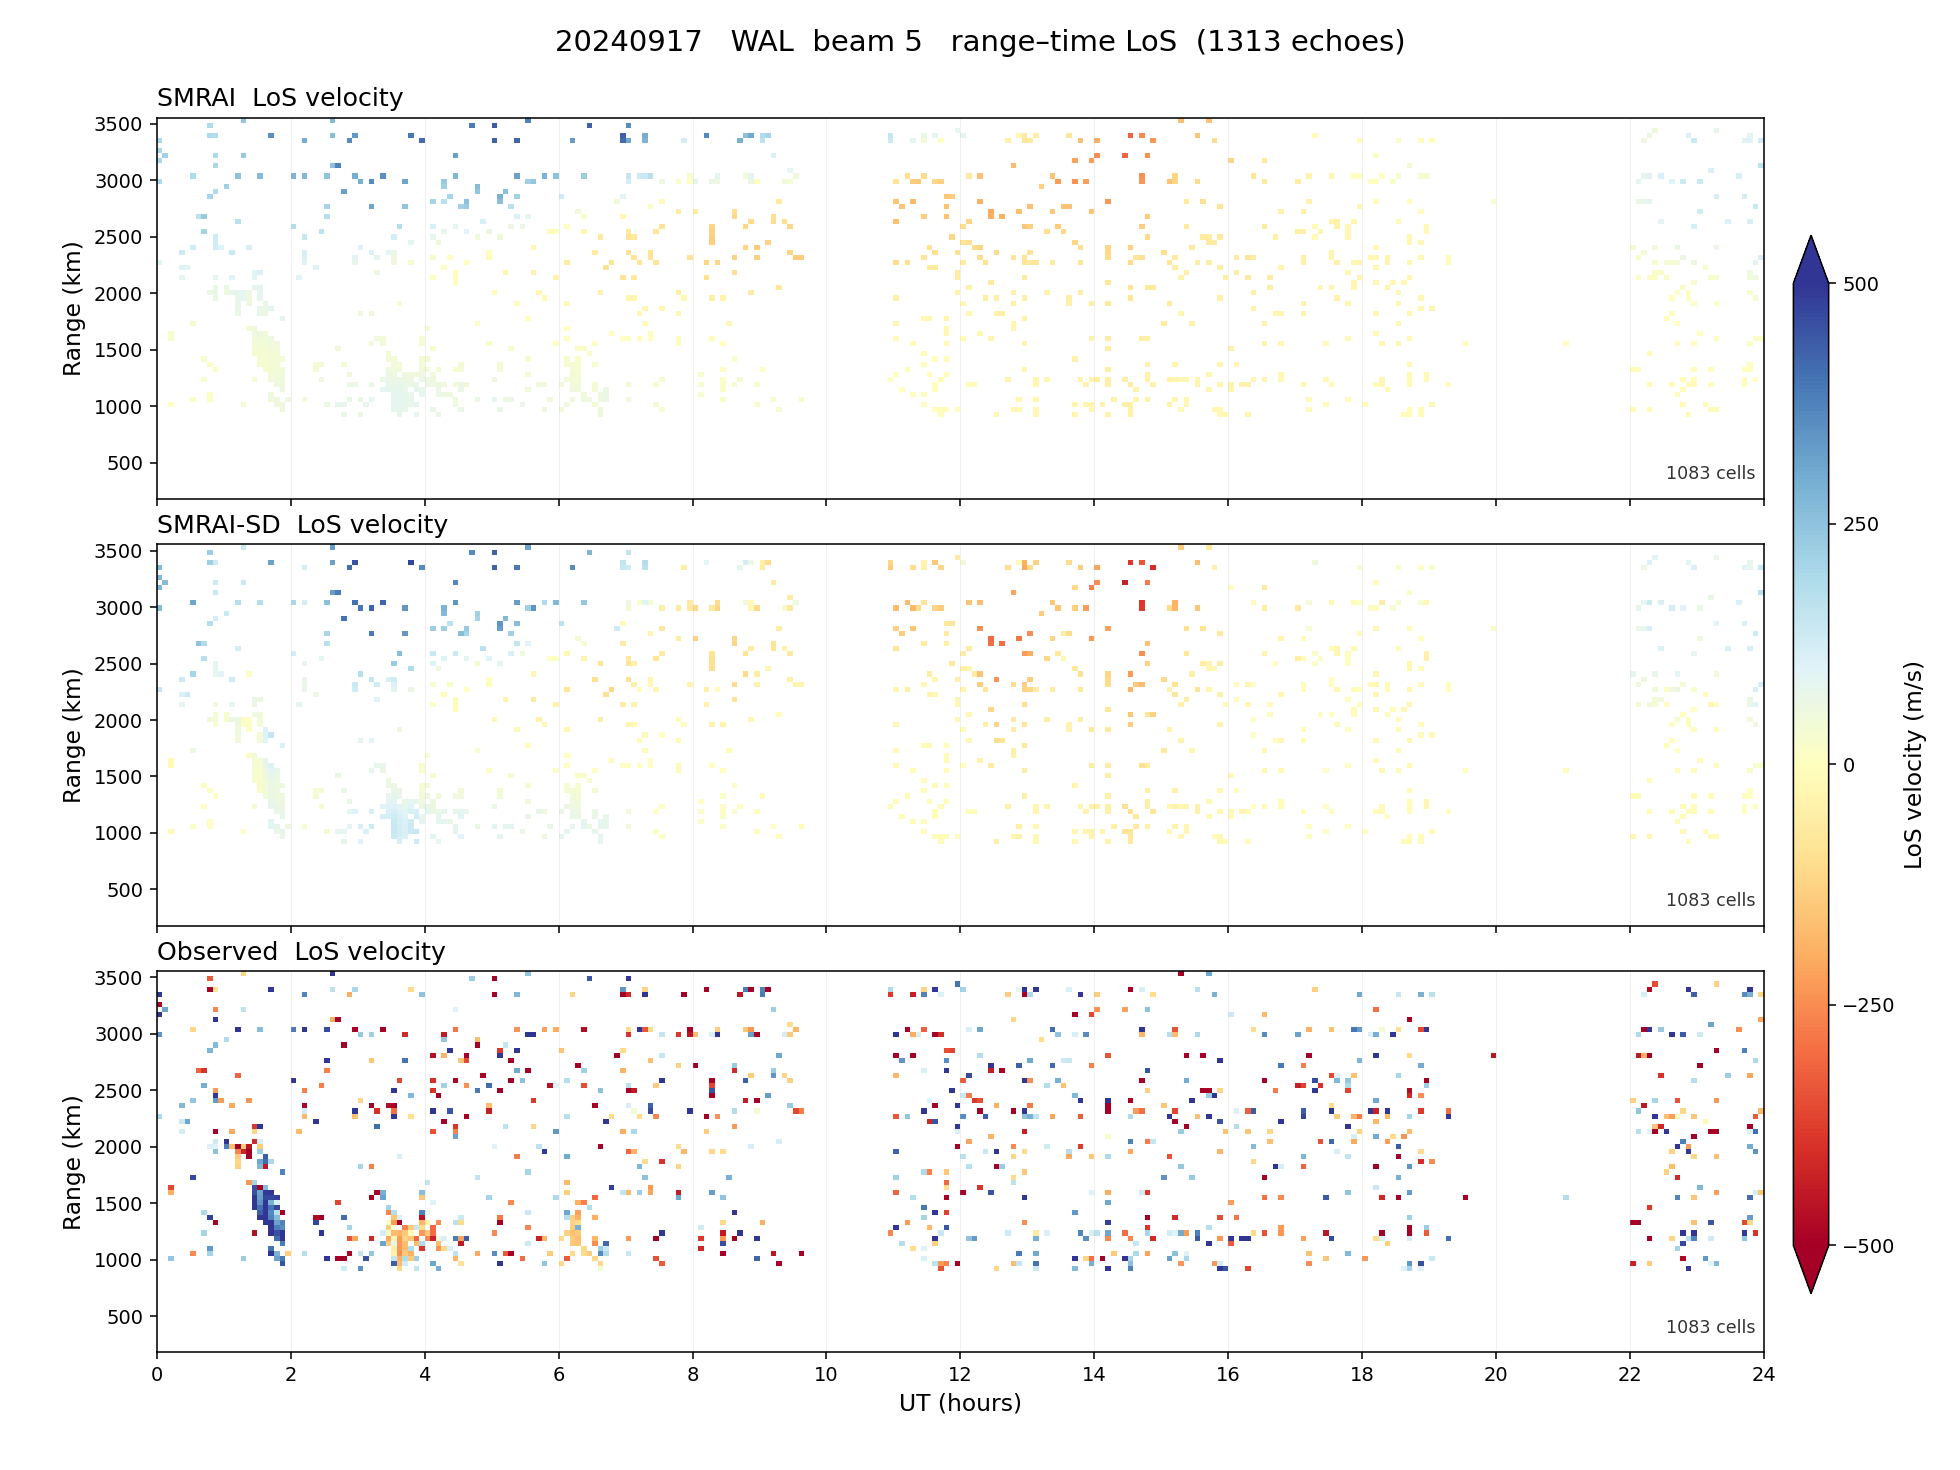 20240917   WAL  beam 5   range–time LoS  (1313 echoes)
SMRAI  LoS velocity
3500
3000
2500
2000
1500
1000
500
Range (km)
1083 cells
SMRAI-SD  LoS velocity
3500
3000
2500
2000
1500
1000
500
Range (km)
1083 cells
Observed  LoS velocity
3500
3000
2500
2000
1500
1000
500
Range (km)
1083 cells
0 2 4 6 8 10 12 14 16 18 20 22 24
UT (hours)
500
250
0
−250
−500
LoS velocity (m/s)